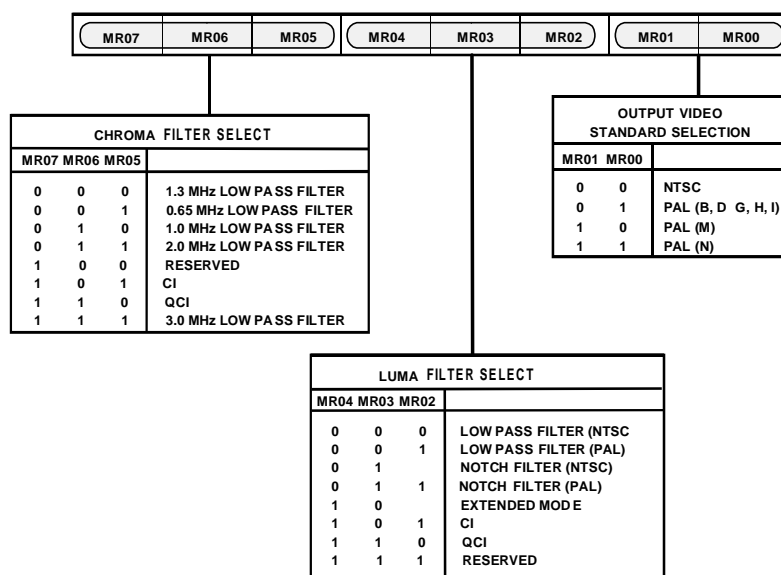 MR07 MR06 MR05 MR04 MR03 MR02 MR01 MR00
CHROMA FILTER SELECT
MR07 MR06 MR05
0 0 0 1.3 MHz LOW PASS FILTER
0 0 1 0.65 MHz LOW PASS FILTER
0 1 0 1.0 MHz LOW PASS FILTER
0 1 1 2.0 MHz LOW PASS FILTER
1 0 0 RESERVED
1 0 1 CI
1 1 0 QCI
1 1 1 3.0 MHz LOW PASS FILTER
OUTPUT VIDEO
STANDARD SELECTION
MR01 MR00
0 0 NTSC
0 1 PAL (B, D G, H, I)
1 0 PAL (M)
1 1 PAL (N)
LUMA FILTER SELECT
MR04 MR03 MR02
0 0 0 LOW PASS FILTER (NTSC
0 0 1 LOW PASS FILTER (PAL)
0 1 NOTCH FILTER (NTSC)
0 1 1 NOTCH FILTER (PAL)
1 0 EXTENDED MODE
1 0 1 CI
1 1 0 QCI
1 1 1 RESERVED